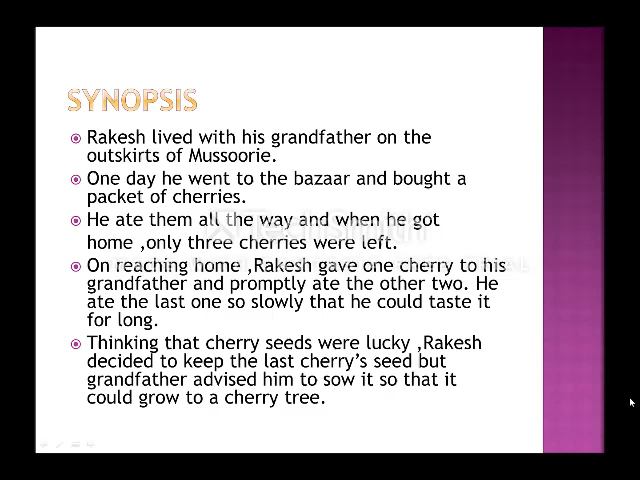 SYNOPSIS
Rakesh lived with his grandfather on the
outskirts of Mussoorie.
One day he went to the bazaar and bought a
packet of cherries.
He ate them all the way and when he got
home ,only three cherries were left.
On reaching home ,Rakesh gave one cherry to his
grandfather and promptly ate the other two. He
ate the last one so slowly that he could taste it
for long.
Thinking that cherry seeds were lucky ,Rakesh
decided to keep the last cherry's seed but
grandfather advised him to sow it so that it
could grow to a cherry tree.
TechSmith